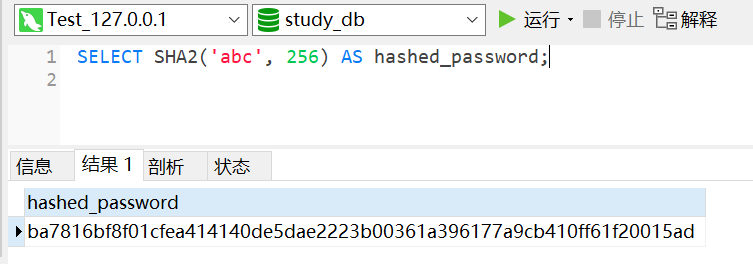 Test_127.0.0.1 study_db 运行 停止 解释
1 SELECT SHA2('abc', 256) AS hashed_password;
2
信息 结果 1 剖析 状态
hashed_password
ba7816bf8f01cfea414140de5dae2223b00361a396177a9cb410ff61f20015ad